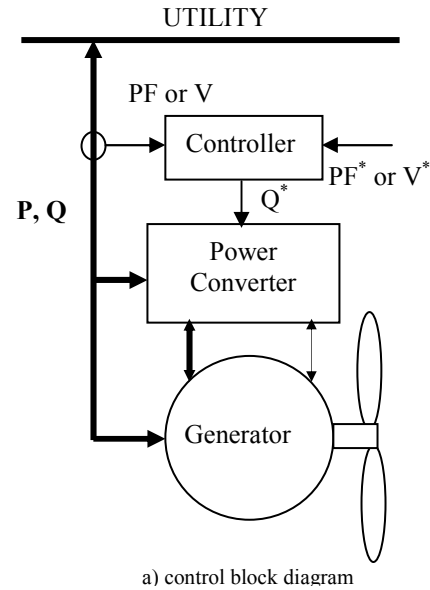 UTILITY
PF or V
Controller
PF* or V*
Q*
P, Q
Power
Converter
Generator
a) control block diagram